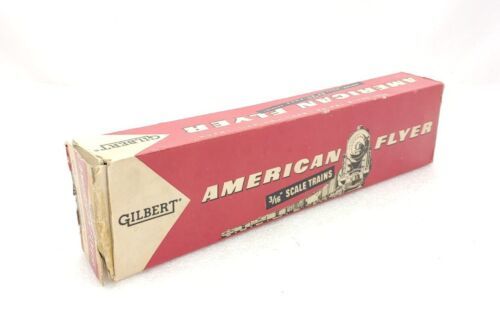 AMERICAN FLYER
GILBERT
GILBERT®
AMERICAN FLYER
3/16" SCALE TRAINS